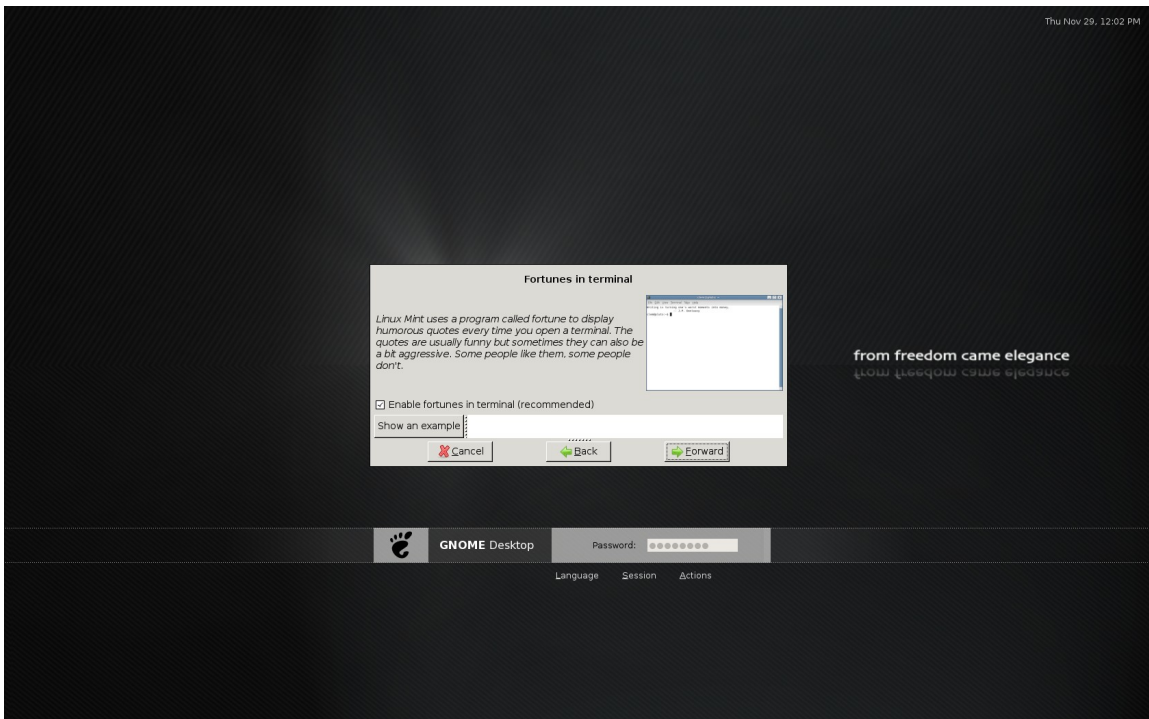 Thu Nov 29, 12:02 PM
Fortunes in terminal
Linux Mint uses a program called fortune to display
humorous quotes every time you open a terminal. The
quotes are usually funny but sometimes they can also be
a bit aggressive. Some people like them, some people
don't.
from freedom came elegance
Enable fortunes in terminal (recommended)
Show an example
Cancel
Back
Forward
GNOME Desktop
Password:
Language
Session
Actions